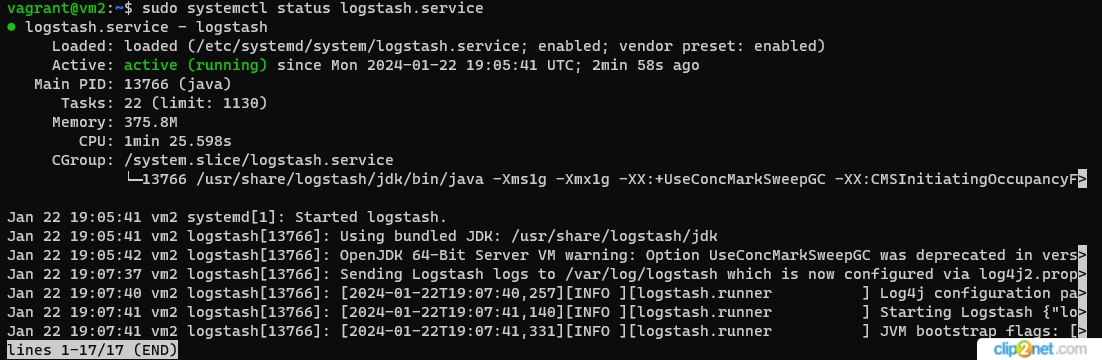 vagrant@vm2:~$ sudo systemctl status logstash.service
● logstash.service - logstash
     Loaded: loaded (/etc/systemd/system/logstash.service; enabled; vendor preset: enabled)
     Active: active (running) since Mon 2024-01-22 19:05:41 UTC; 2min 58s ago
   Main PID: 13766 (java)
      Tasks: 22 (limit: 1130)
     Memory: 375.8M
        CPU: 1min 25.598s
     CGroup: /system.slice/logstash.service
             └─13766 /usr/share/logstash/jdk/bin/java -Xms1g -Xmx1g -XX:+UseConcMarkSweepGC -XX:CMSInitiatingOccupancyF>
Jan 22 19:05:41 vm2 systemd[1]: Started logstash.
Jan 22 19:05:41 vm2 logstash[13766]: Using bundled JDK: /usr/share/logstash/jdk
Jan 22 19:05:42 vm2 logstash[13766]: OpenJDK 64-Bit Server VM warning: Option UseConcMarkSweepGC was deprecated in vers>
Jan 22 19:07:37 vm2 logstash[13766]: Sending Logstash logs to /var/log/logstash which is now configured via log4j2.prop>
Jan 22 19:07:40 vm2 logstash[13766]: [2024-01-22T19:07:40,257][INFO ][logstash.runner          ] Log4j configuration pa>
Jan 22 19:07:41 vm2 logstash[13766]: [2024-01-22T19:07:41,140][INFO ][logstash.runner          ] Starting Logstash {"lo>
Jan 22 19:07:41 vm2 logstash[13766]: [2024-01-22T19:07:41,331][INFO ][logstash.runner          ] JVM bootstrap flags: [>
lines 1-17/17 (END)
clip2net.com